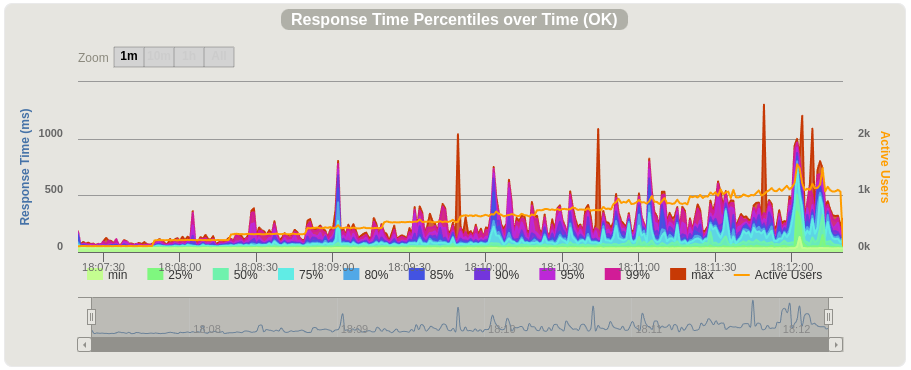 Response Time Percentiles over Time (OK)
Zoom 1m 10m 1h All
Response Time (ms)
Active Users
1000 2k
500 1k
0 0k
18:07:30 18:08:00 18:08:30 18:09:00 18:09:30 18:10:00 18:10:30 18:11:00 18:11:30 18:12:00
min 25% 50% 75% 80% 85% 90% 95% 99% max Active Users
18:08 18:09 18:10 18:11 18:12